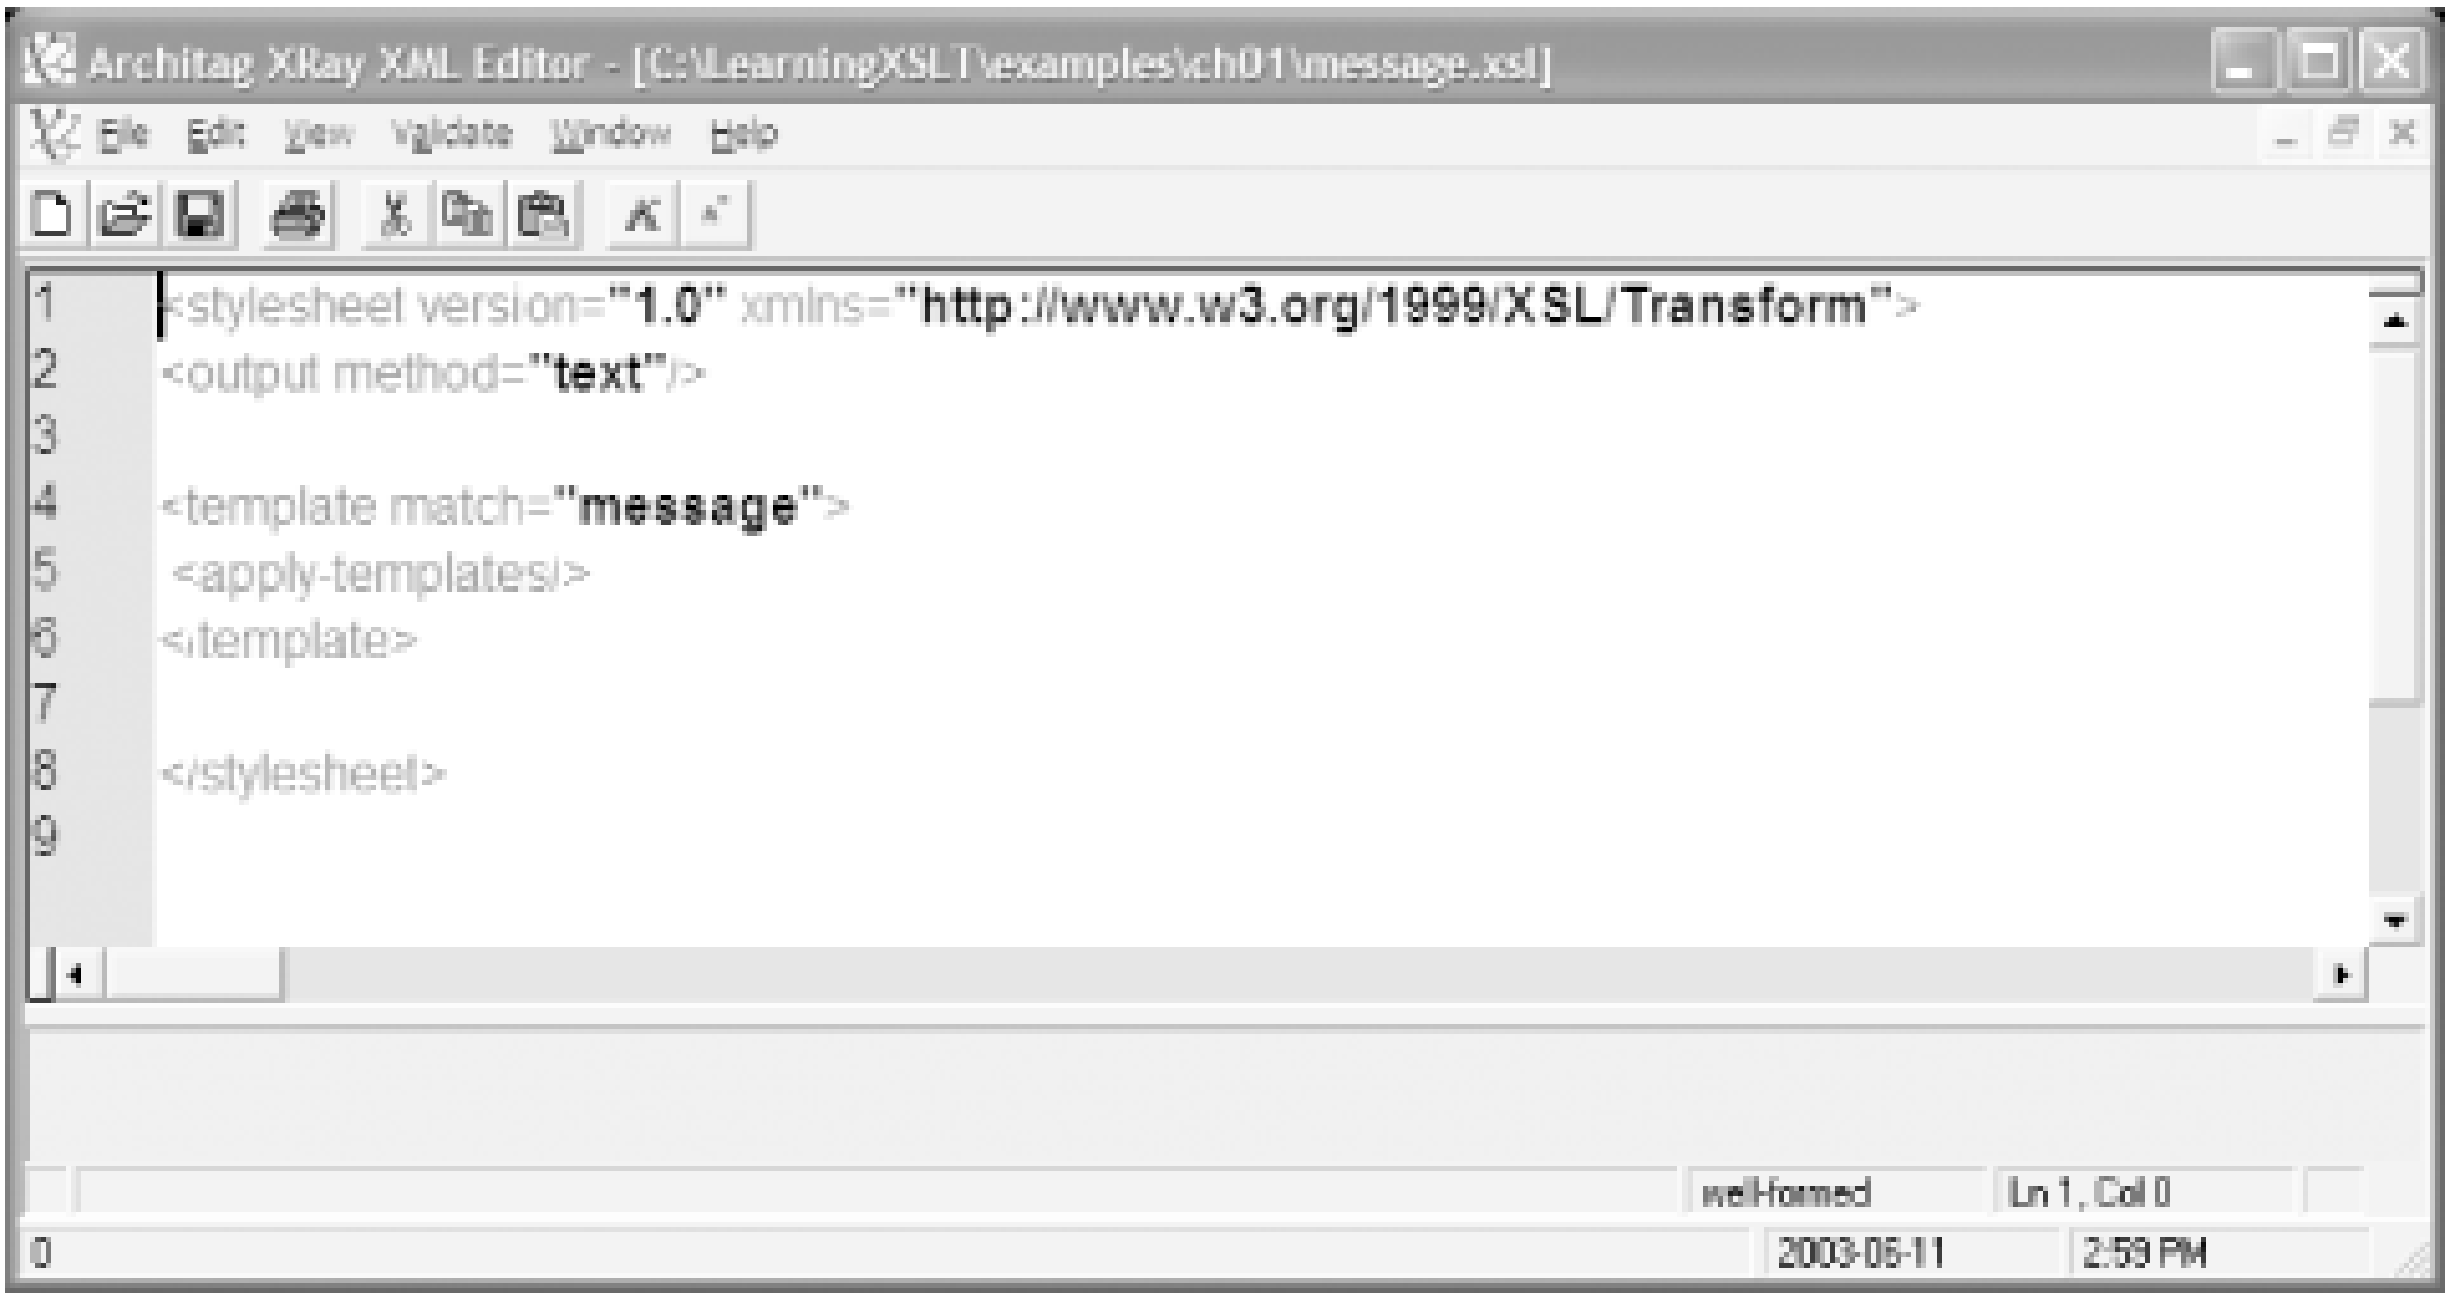 Architag XRay XML Editor - [C:\LearningXSLT\examples\ch01\message.xsl]
File Edit View Validate Window Help
1 <stylesheet version="1.0" xmlns="http://www.w3.org/1999/XSL/Transform">
2 <output method="text"/>
3
4 <template match="message">
5 <apply-templates/>
6 </template>
7
8 </stylesheet>
9
well-formed Ln 1, Col 0
0 2003-06-11 2:59 PM